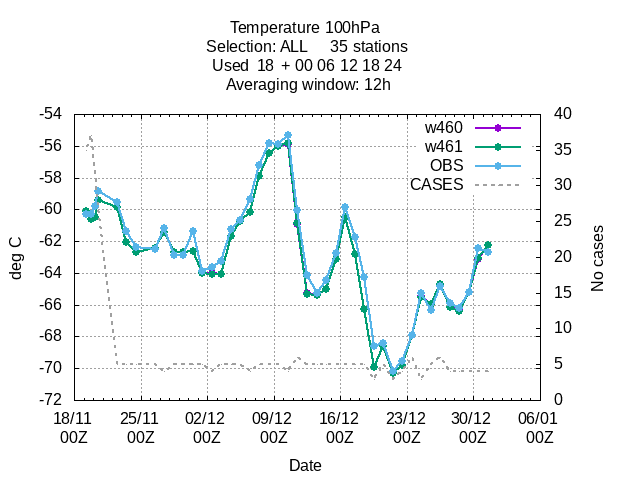 Temperature 100hPa
Selection: ALL     35 stations
Used  18  + 00 06 12 18 24
Averaging window: 12h
-54
-56
-58
-60
-62
-64
-66
-68
-70
-72
40
35
30
25
20
15
10
5
0
w460
w461
OBS
CASES
deg C
No cases
18/11 25/11 02/12 09/12 16/12 23/12 30/12 06/01
00Z 00Z 00Z 00Z 00Z 00Z 00Z 00Z
Date